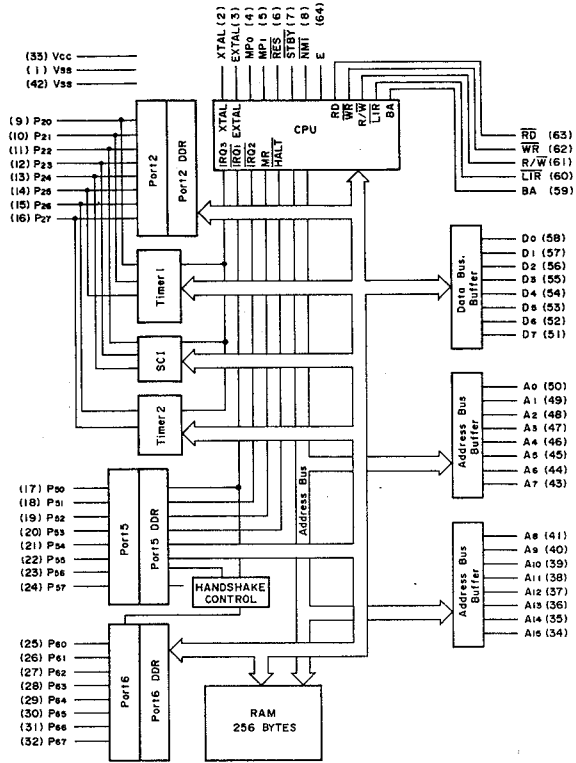 (33) Vcc
(1) Vss
(42) Vss
XTAL (2)
EXTAL (3)
MP0 (4)
MP1 (5)
RES (6)
STBY (7)
NMI (8)
E (64)
XTAL
EXTAL
CPU
RD
WR
R/W
LIR
BA
IRQ3
IRQ1
IRQ2
MR
HALT
RD (63)
WR (62)
R/W (61)
LIR (60)
BA (59)
(9) P20
(10) P21
(11) P22
(12) P23
(13) P24
(14) P25
(15) P26
(16) P27
Port2
Port2 DDR
Timer1
SCI
Timer2
Data Bus.
Buffer
D0 (58)
D1 (57)
D2 (56)
D3 (55)
D4 (54)
D5 (53)
D6 (52)
D7 (51)
Address Bus
Buffer
A0 (50)
A1 (49)
A2 (48)
A3 (47)
A4 (46)
A5 (45)
A6 (44)
A7 (43)
(17) P50
(18) P51
(19) P52
(20) P53
(21) P54
(22) P55
(23) P56
(24) P57
Port5
Port5 DDR
Address Bus
HANDSHAKE
CONTROL
Address Bus
Buffer
A8 (41)
A9 (40)
A10 (39)
A11 (38)
A12 (37)
A13 (36)
A14 (35)
A15 (34)
(25) P60
(26) P61
(27) P62
(28) P63
(29) P64
(30) P65
(31) P66
(32) P67
Port6
Port6 DDR
RAM
256 BYTES